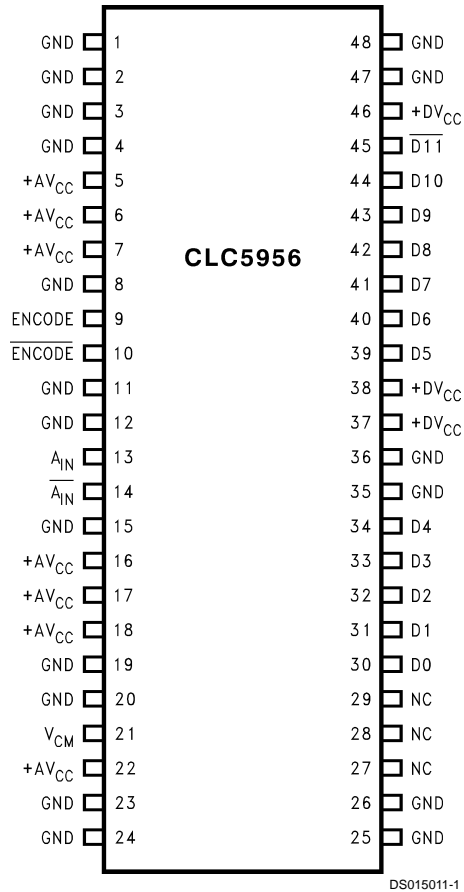 GND 1 48 GND
GND 2 47 GND
GND 3 46 +DVCC
GND 4 45 D̅1̅1̅
+AVCC 5 44 D10
+AVCC 6 43 D9
+AVCC 7 42 D8
CLC5956
GND 8 41 D7
ENCODE 9 40 D6
E̅N̅C̅O̅D̅E̅ 10 39 D5
GND 11 38 +DVCC
GND 12 37 +DVCC
AIN 13 36 GND
A̅I̅N̅ 14 35 GND
GND 15 34 D4
+AVCC 16 33 D3
+AVCC 17 32 D2
+AVCC 18 31 D1
GND 19 30 D0
GND 20 29 NC
VCM 21 28 NC
+AVCC 22 27 NC
GND 23 26 GND
GND 24 25 GND
DS015011-1